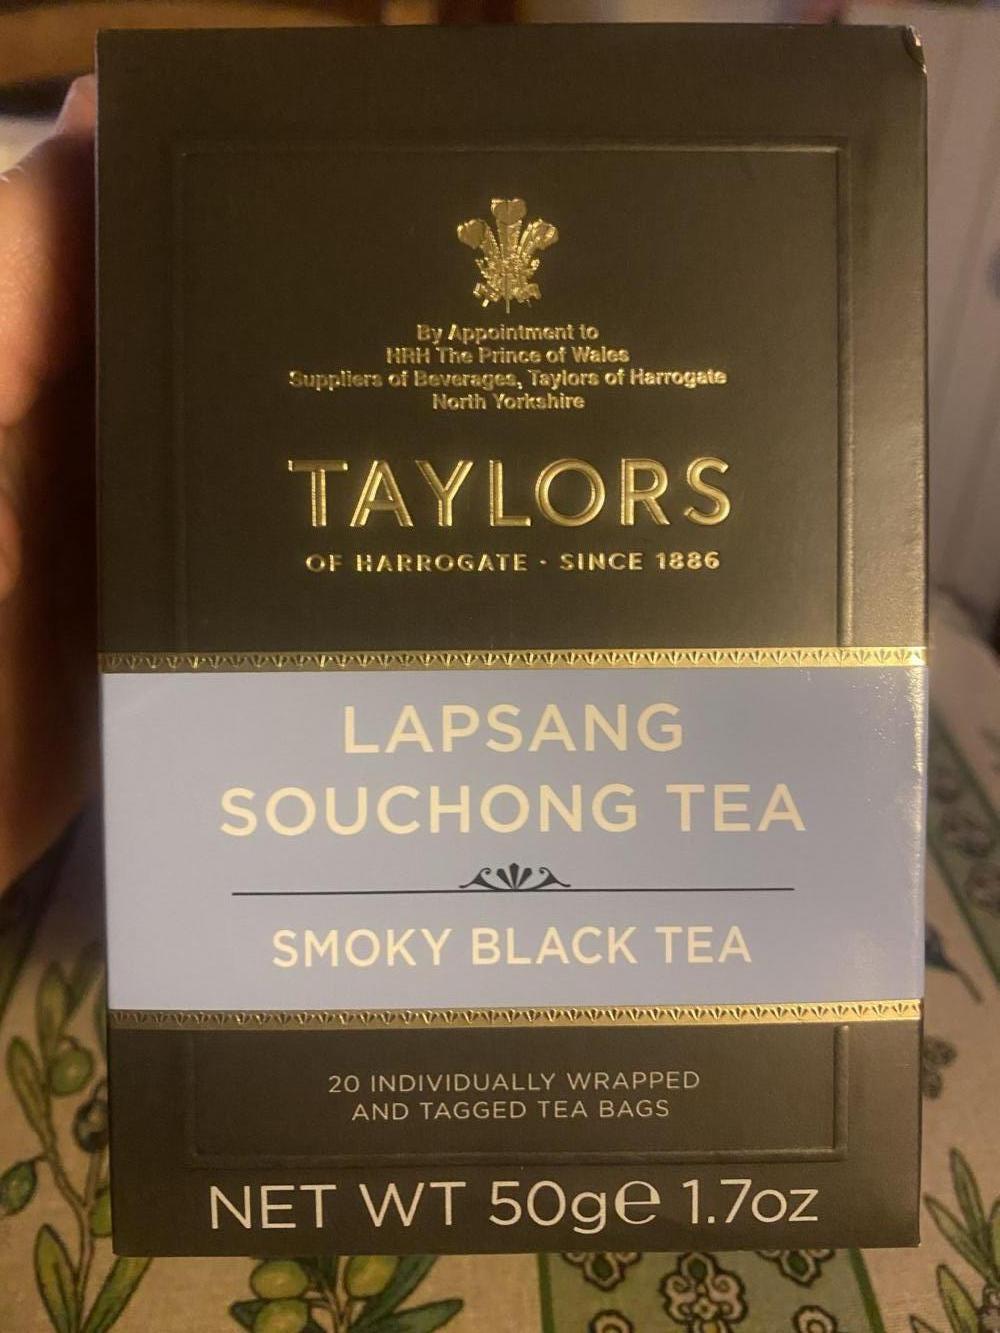 By Appointment to
HRH The Prince of Wales
Suppliers of Beverages, Taylors of Harrogate
North Yorkshire
TAYLORS
OF HARROGATE · SINCE 1886
LAPSANG
SOUCHONG TEA
SMOKY BLACK TEA
20 INDIVIDUALLY WRAPPED
AND TAGGED TEA BAGS
NET WT 50g℮ 1.7oz